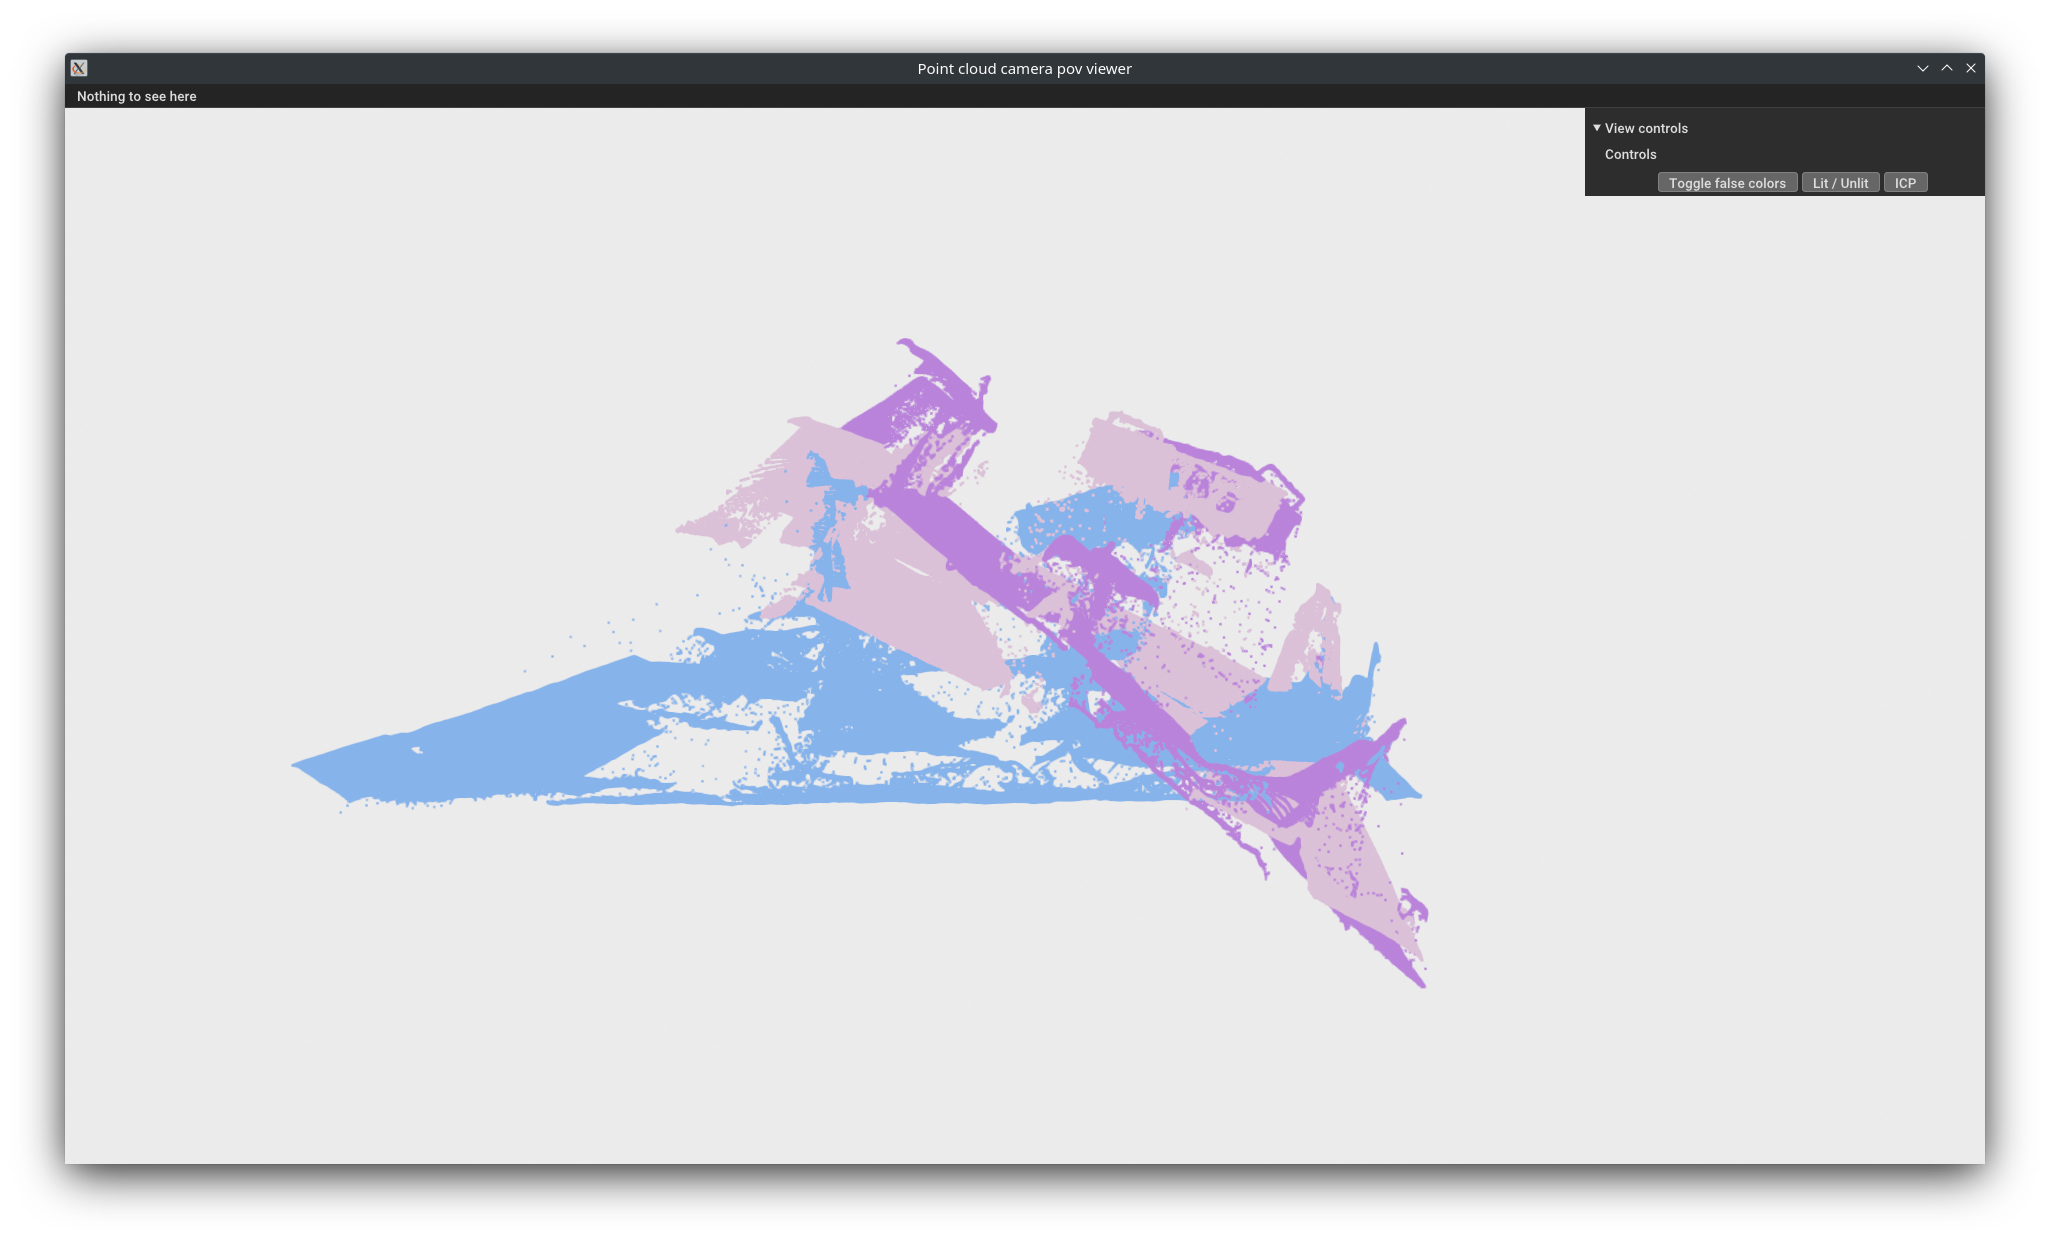 Point cloud camera pov viewer
Nothing to see here
View controls
Controls
Toggle false colors Lit / Unlit ICP